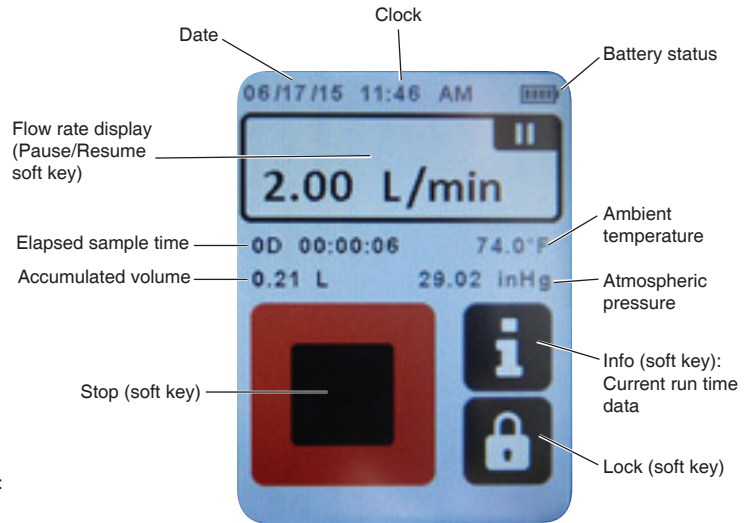 Clock
Date
Battery status
06/17/15 11:46 AM
Flow rate display
(Pause/Resume
soft key)
2.00 L/min
Elapsed sample time
0D 00:00:06
74.0°F
Ambient
temperature
Accumulated volume
0.21 L
29.02 inHg
Atmospheric
pressure
Info (soft key):
Current run time
data
Stop (soft key)
Lock (soft key)
: